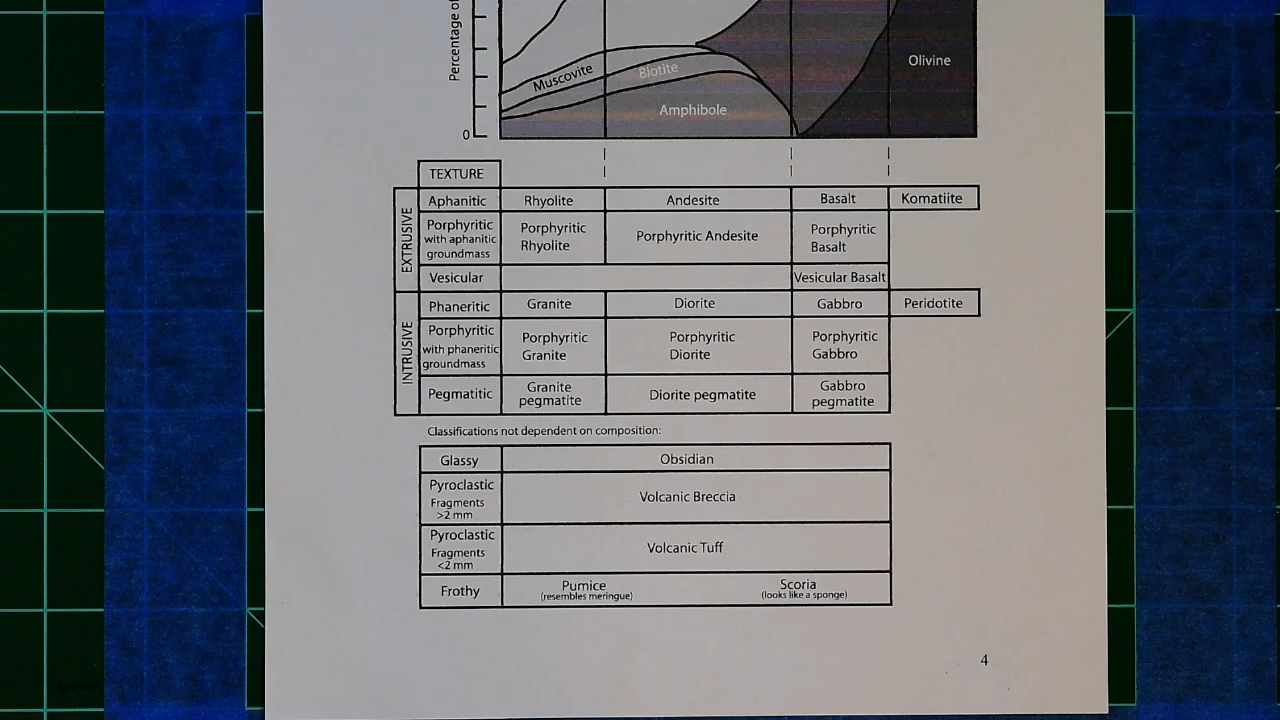 Percentage of
Muscovite
Biotite
Amphibole
Olivine
0
TEXTURE
EXTRUSIVE
Aphanitic Rhyolite Andesite Basalt Komatiite
Porphyritic
with aphanitic
groundmass
Porphyritic
Rhyolite
Porphyritic Andesite
Porphyritic
Basalt
Vesicular Vesicular Basalt
INTRUSIVE
Phaneritic Granite Diorite Gabbro Peridotite
Porphyritic
with phaneritic
groundmass
Porphyritic
Granite
Porphyritic
Diorite
Porphyritic
Gabbro
Pegmatitic
Granite
pegmatite
Diorite pegmatite
Gabbro
pegmatite
Classifications not dependent on composition:
Glassy Obsidian
Pyroclastic
Fragments
>2 mm
Volcanic Breccia
Pyroclastic
Fragments
<2 mm
Volcanic Tuff
Frothy
Pumice
(resembles meringue)
Scoria
(looks like a sponge)
4